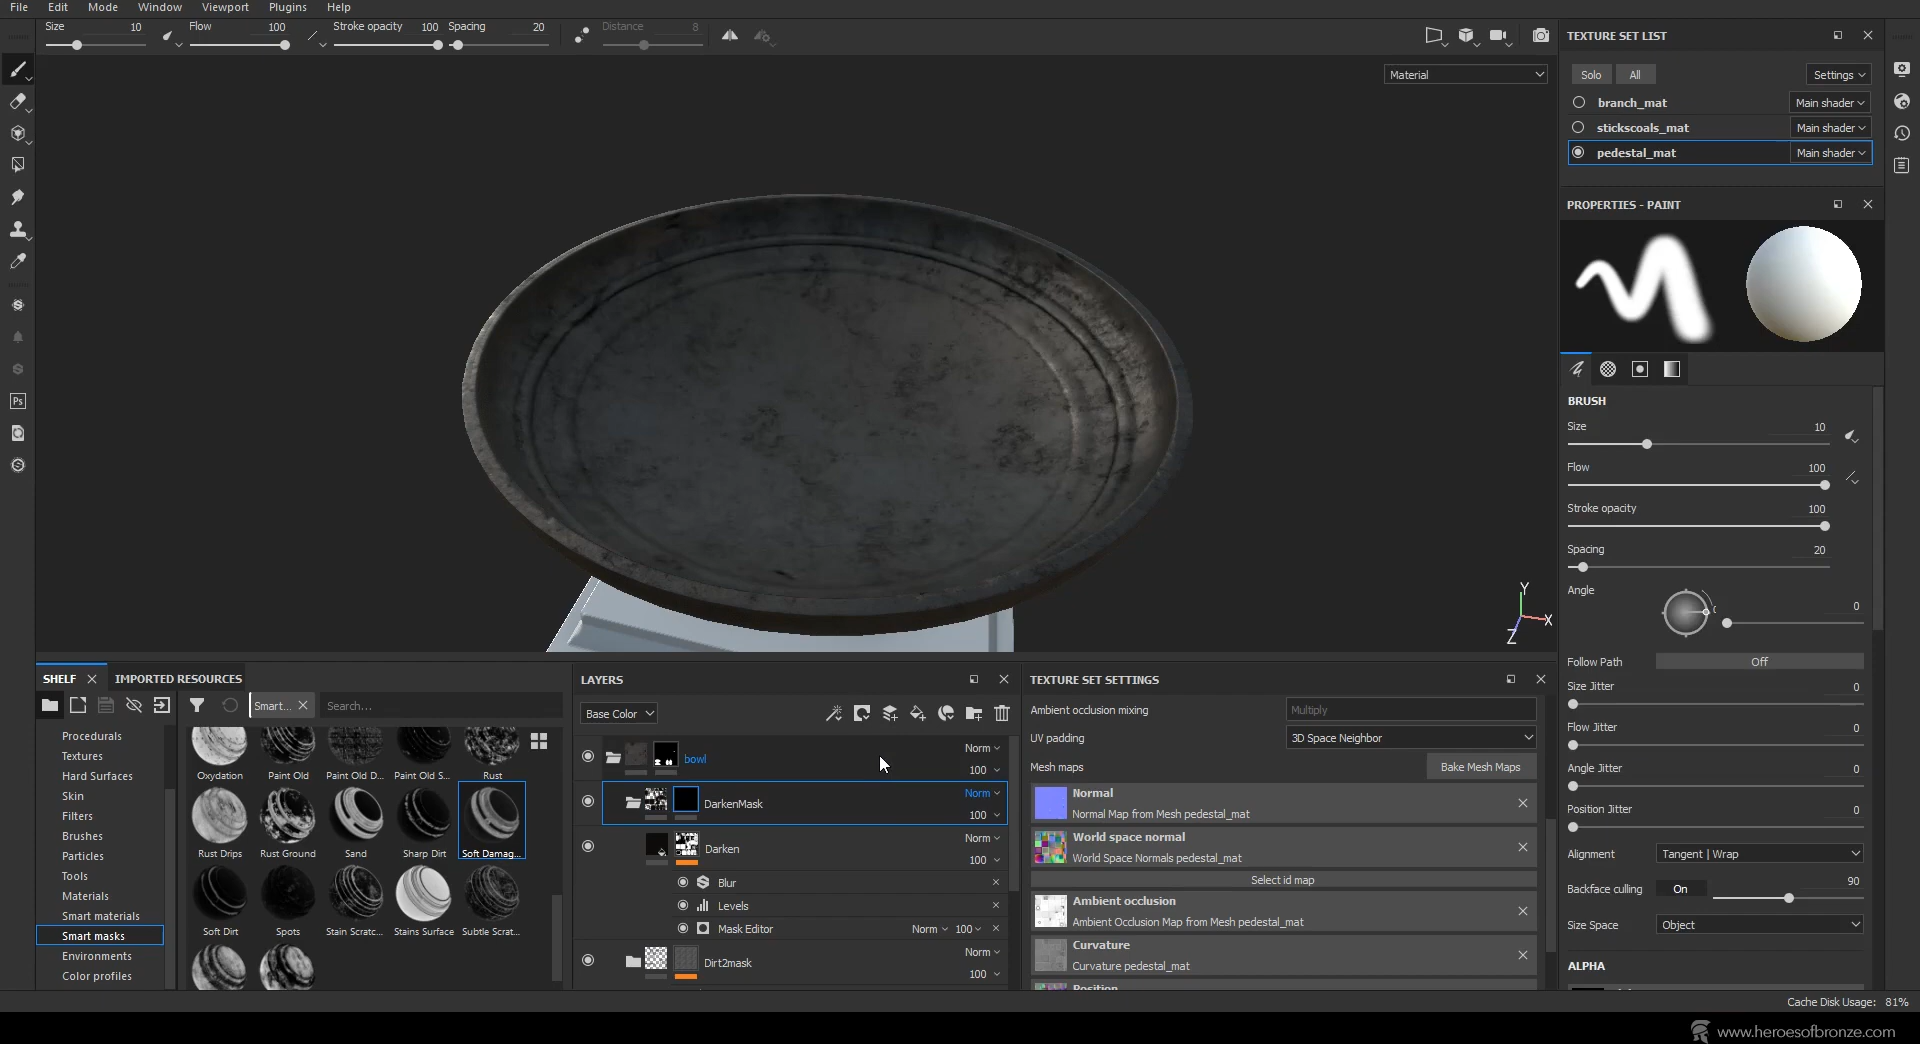 File Edit Mode Window Viewport Plugins Help
Size 10 Flow 100 Stroke opacity 100 Spacing 20 Distance 8
Material
TEXTURE SET LIST
Solo All Settings
branch_mat Main shader
stickscoals_mat Main shader
pedestal_mat Main shader
PROPERTIES - PAINT
BRUSH
Size 10
Flow 100
Stroke opacity 100
Spacing 20
Angle 0
Follow Path Off
Size Jitter 0
Flow Jitter 0
Angle Jitter 0
Position Jitter 0
Alignment Tangent | Wrap
Backface culling On 90
Size Space Object
ALPHA
Y
X
Z
Ps
SHELF IMPORTED RESOURCES
Smart... Search...
Procedurals
Textures
Hard Surfaces
Skin
Filters
Brushes
Particles
Tools
Materials
Smart materials
Smart masks
Environments
Color profiles
Oxydation Paint Old Paint Old D... Paint Old S... Rust
Rust Drips Rust Ground Sand Sharp Dirt Soft Damag...
Soft Dirt Spots Stain Scratc... Stains Surface Subtle Scrat...
LAYERS
Base Color
bowl Norm 100
DarkenMask Norm 100
Darken Norm 100
Blur
Levels
Mask Editor Norm 100
Dirt2mask Norm 100
TEXTURE SET SETTINGS
Ambient occlusion mixing Multiply
UV padding 3D Space Neighbor
Mesh maps Bake Mesh Maps
Normal
Normal Map from Mesh pedestal_mat
World space normal
World Space Normals pedestal_mat
Select id map
Ambient occlusion
Ambient Occlusion Map from Mesh pedestal_mat
Curvature
Curvature pedestal_mat
Position
Cache Disk Usage: 81%
www.heroesofbronze.com